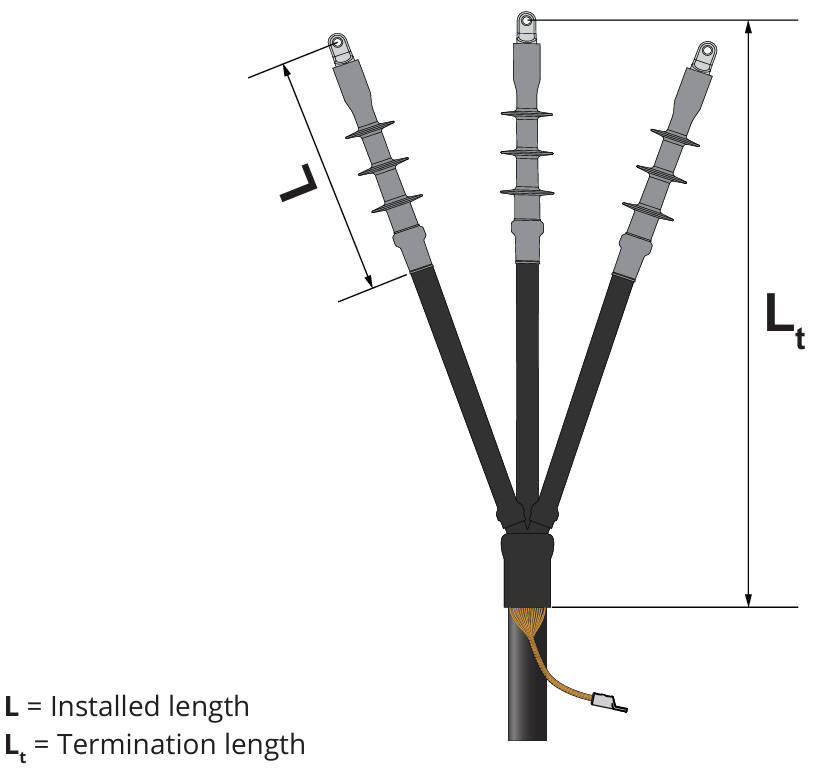 L
Lt
L = Installed length
Lt = Termination length